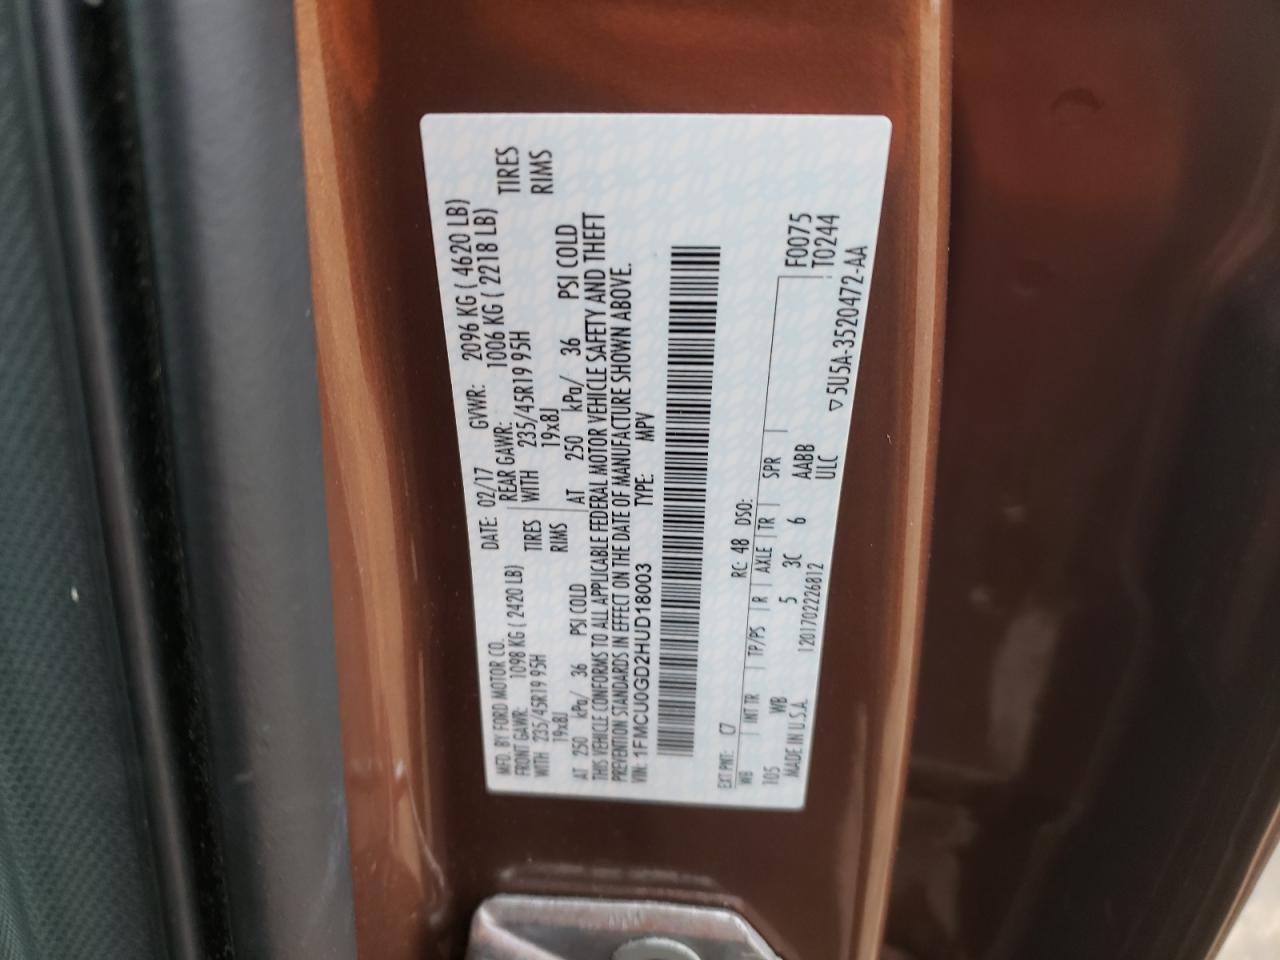 MFD. BY FORD MOTOR CO.
DATE: 02/17 GVWR: 2096 KG ( 4620 LB)
FRONT GAWR: 1098 KG ( 2420 LB) REAR GAWR: 1006 KG ( 2218 LB)
WITH 235/45R19 95H TIRES WITH 235/45R19 95H TIRES
19x8J RIMS 19x8J RIMS
AT 250 kPa/ 36 PSI COLD AT 250 kPa/ 36 PSI COLD
THIS VEHICLE CONFORMS TO ALL APPLICABLE FEDERAL MOTOR VEHICLE SAFETY AND THEFT
PREVENTION STANDARDS IN EFFECT ON THE DATE OF MANUFACTURE SHOWN ABOVE.
VIN: 1FMCU0GD2HUD18003 TYPE: MPV
EXT PNT: C7 RC: 48 DSO: F0075
WB INT TR TP/PS R AXLE TR SPR T0244
105 WB 5 3C 6 AABB ▽5U5A-3520472-AA
MADE IN U.S.A. 1201702226812 ULC